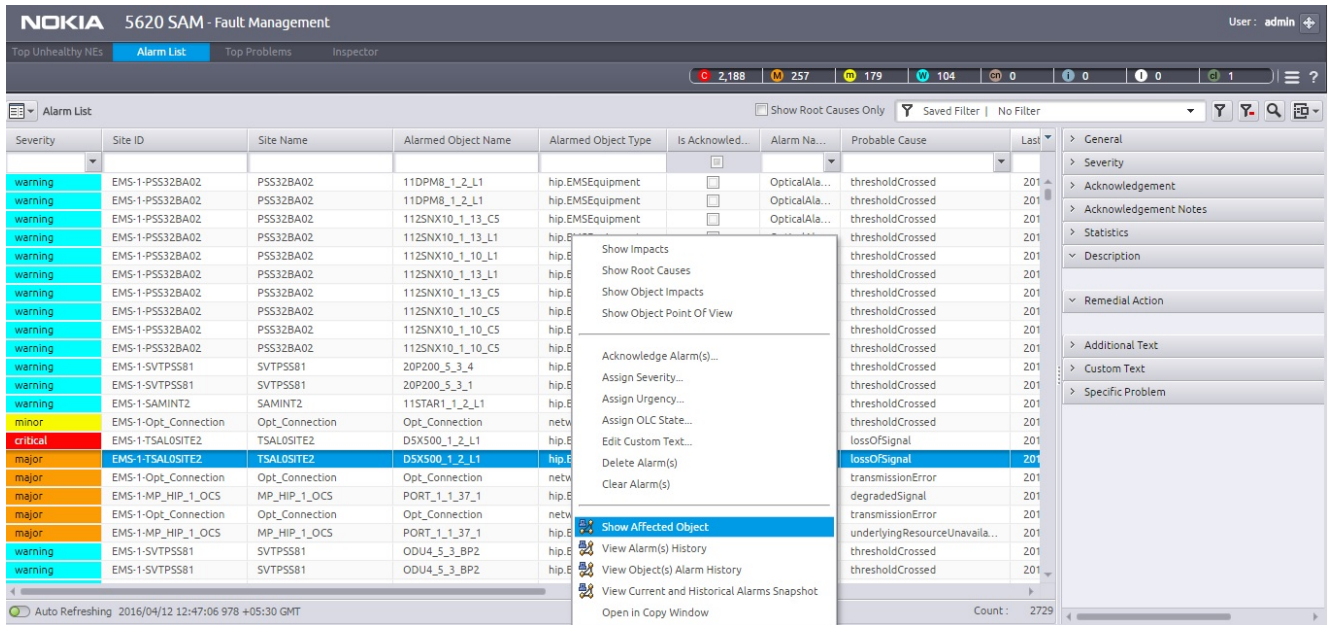 NOKIA 5620 SAM - Fault Management User : admin
Top Unhealthy NEs Alarm List Top Problems Inspector
C 2,188 M 257 m 179 W 104 cn 0 i 0 I 0 cl 1 ?
Alarm List Show Root Causes Only Saved Filter | No Filter
Severity Site ID Site Name Alarmed Object Name Alarmed Object Type Is Acknowled... Alarm Na... Probable Cause Last
warning EMS-1-PSS32BA02 PSS32BA02 11DPM8_1_2_L1 hip.EMSEquipment OpticalAla... thresholdCrossed 201
warning EMS-1-PSS32BA02 PSS32BA02 11DPM8_1_2_L1 hip.EMSEquipment OpticalAla... thresholdCrossed 201
warning EMS-1-PSS32BA02 PSS32BA02 112SNX10_1_13_C5 hip.EMSEquipment OpticalAla... thresholdCrossed 201
warning EMS-1-PSS32BA02 PSS32BA02 112SNX10_1_13_L1 thresholdCrossed 201
warning EMS-1-PSS32BA02 PSS32BA02 112SNX10_1_10_L1 hip.E thresholdCrossed 201
warning EMS-1-PSS32BA02 PSS32BA02 112SNX10_1_13_L1 hip.E thresholdCrossed 201
warning EMS-1-PSS32BA02 PSS32BA02 112SNX10_1_13_C5 hip.E thresholdCrossed 201
warning EMS-1-PSS32BA02 PSS32BA02 112SNX10_1_10_C5 hip.E thresholdCrossed 201
warning EMS-1-PSS32BA02 PSS32BA02 112SNX10_1_10_C5 hip.E thresholdCrossed 201
warning EMS-1-PSS32BA02 PSS32BA02 112SNX10_1_10_C5 hip.E thresholdCrossed 201
warning EMS-1-SVTPSS81 SVTPSS81 20P200_5_3_4 hip.E thresholdCrossed 201
warning EMS-1-SVTPSS81 SVTPSS81 20P200_5_3_1 hip.E thresholdCrossed 201
warning EMS-1-SAMINT2 SAMINT2 11STAR1_1_2_L1 hip.E thresholdCrossed 201
minor EMS-1-Opt_Connection Opt_Connection Opt_Connection netw thresholdCrossed 201
critical EMS-1-TSAL0SITE2 TSAL0SITE2 D5X500_1_2_L1 hip.E lossOfSignal 201
major EMS-1-TSAL0SITE2 TSAL0SITE2 D5X500_1_2_L1 hip.E lossOfSignal 201
major EMS-1-Opt_Connection Opt_Connection Opt_Connection netw transmissionError 201
major EMS-1-MP_HIP_1_OCS MP_HIP_1_OCS PORT_1_1_37_1 hip.E degradedSignal 201
major EMS-1-Opt_Connection Opt_Connection Opt_Connection netw transmissionError 201
major EMS-1-MP_HIP_1_OCS MP_HIP_1_OCS PORT_1_1_37_1 hip.E underlyingResourceUnavaila... 201
warning EMS-1-SVTPSS81 SVTPSS81 ODU4_5_3_BP2 hip.E thresholdCrossed 201
warning EMS-1-SVTPSS81 SVTPSS81 ODU4_5_3_BP2 hip.E thresholdCrossed 201
Show Impacts
Show Root Causes
Show Object Impacts
Show Object Point Of View
Acknowledge Alarm(s)...
Assign Severity...
Assign Urgency...
Assign OLC State...
Edit Custom Text...
Delete Alarm(s)
Clear Alarm(s)
Show Affected Object
View Alarm(s) History
View Object(s) Alarm History
View Current and Historical Alarms Snapshot
Open in Copy Window
General
Severity
Acknowledgement
Acknowledgement Notes
Statistics
Description
Remedial Action
Additional Text
Custom Text
Specific Problem
Auto Refreshing 2016/04/12 12:47:06 978 +05:30 GMT Count : 2729